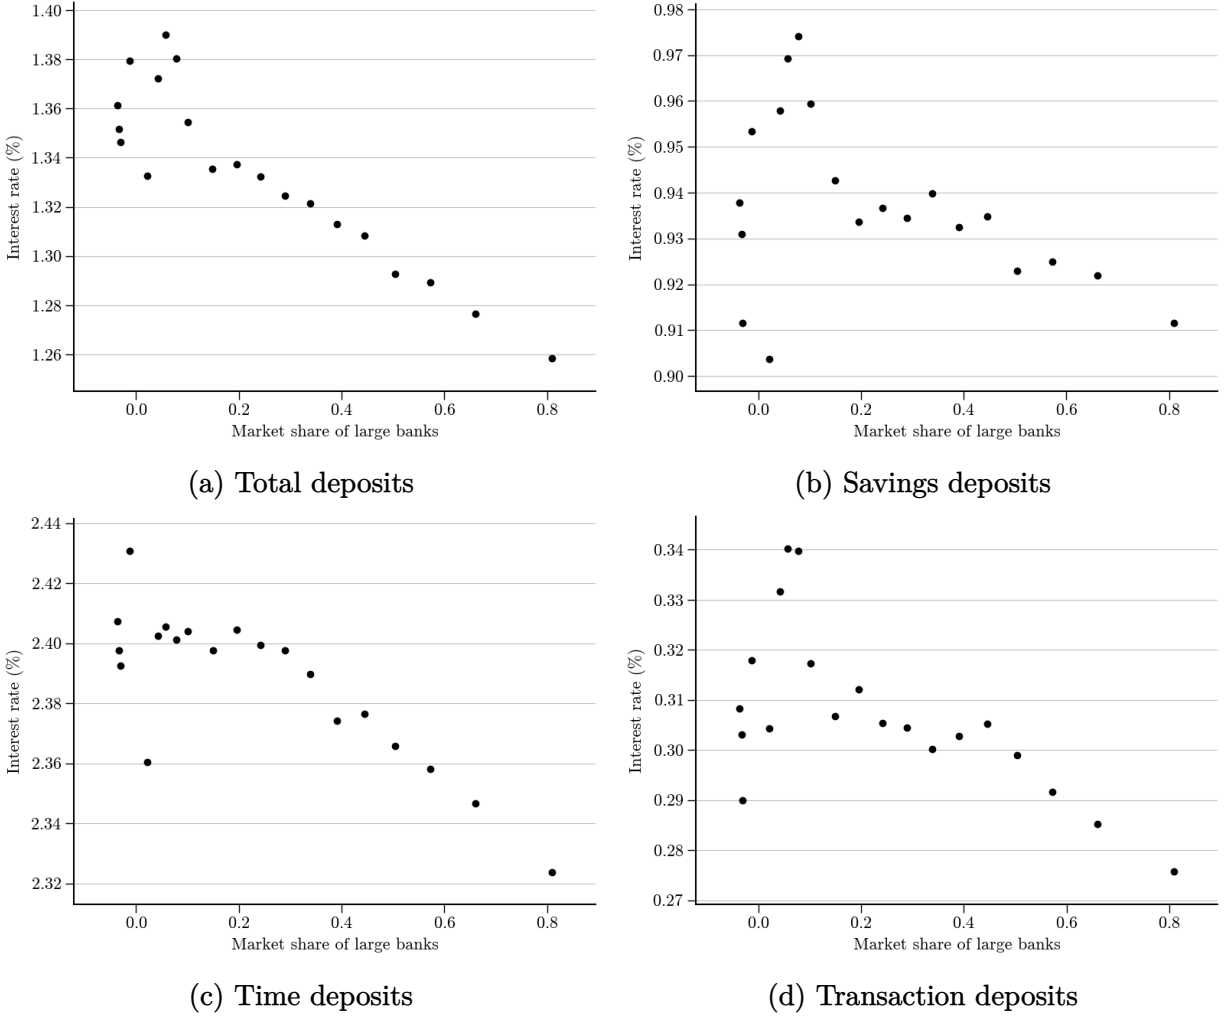 1.40
1.38
1.36
1.34
1.32
1.30
1.28
1.26
Interest rate (%)
0.0 0.2 0.4 0.6 0.8
Market share of large banks
(a) Total deposits
0.98
0.97
0.96
0.95
0.94
0.93
0.92
0.91
0.90
Interest rate (%)
0.0 0.2 0.4 0.6 0.8
Market share of large banks
(b) Savings deposits
2.44
2.42
2.40
2.38
2.36
2.34
2.32
Interest rate (%)
0.0 0.2 0.4 0.6 0.8
Market share of large banks
(c) Time deposits
0.34
0.33
0.32
0.31
0.30
0.29
0.28
0.27
Interest rate (%)
0.0 0.2 0.4 0.6 0.8
Market share of large banks
(d) Transaction deposits